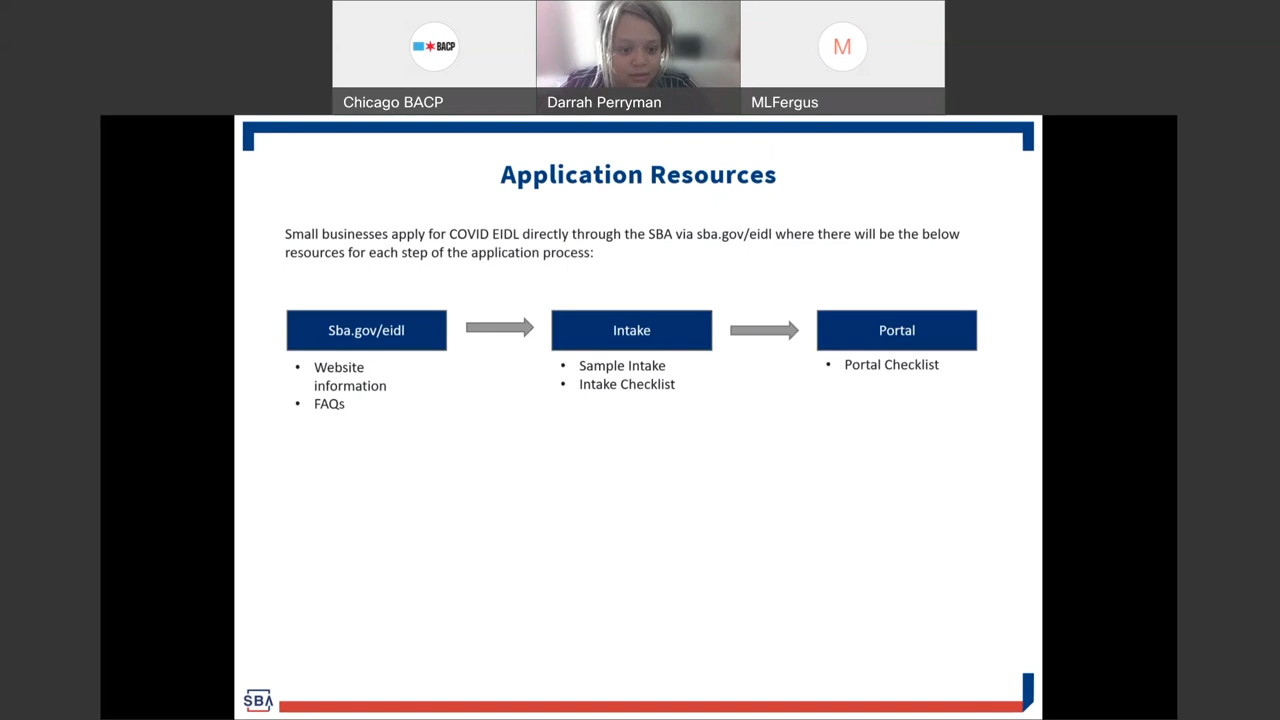 BACP
M
Chicago BACP
Darrah Perryman
MLFergus
Application Resources
Small businesses apply for COVID EIDL directly through the SBA via sba.gov/eidl where there will be the below
resources for each step of the application process:
Sba.gov/eidl
Intake
Portal
• Website
information
• FAQs
• Sample Intake
• Intake Checklist
• Portal Checklist
SBA